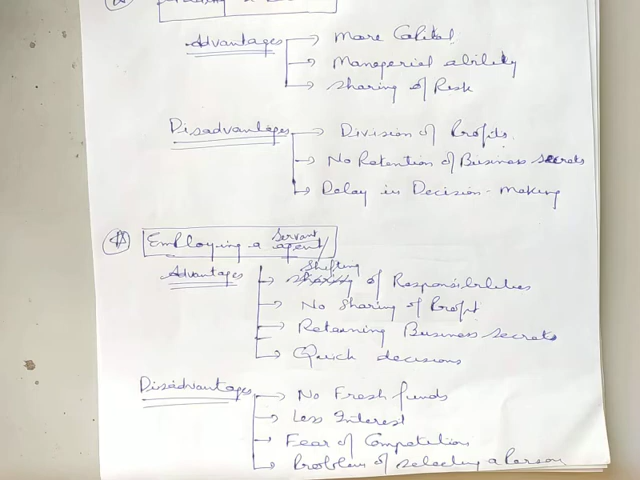 Advantages → More Capital.
→ Managerial ability
→ Sharing of Risk
Disadvantages → Division of Profits.
→ No Retention of Business secrets
→ Delay in Decision-making
Employing a Servant/
agent
Advantages → Shifting of Responsibilities
→ No Sharing of Profit
→ Retaining Business secrets
→ Quick decisions
Disadvantages → No Fresh funds
→ Less Interest
→ Fear of Competition
→ Problem of selecting a Person